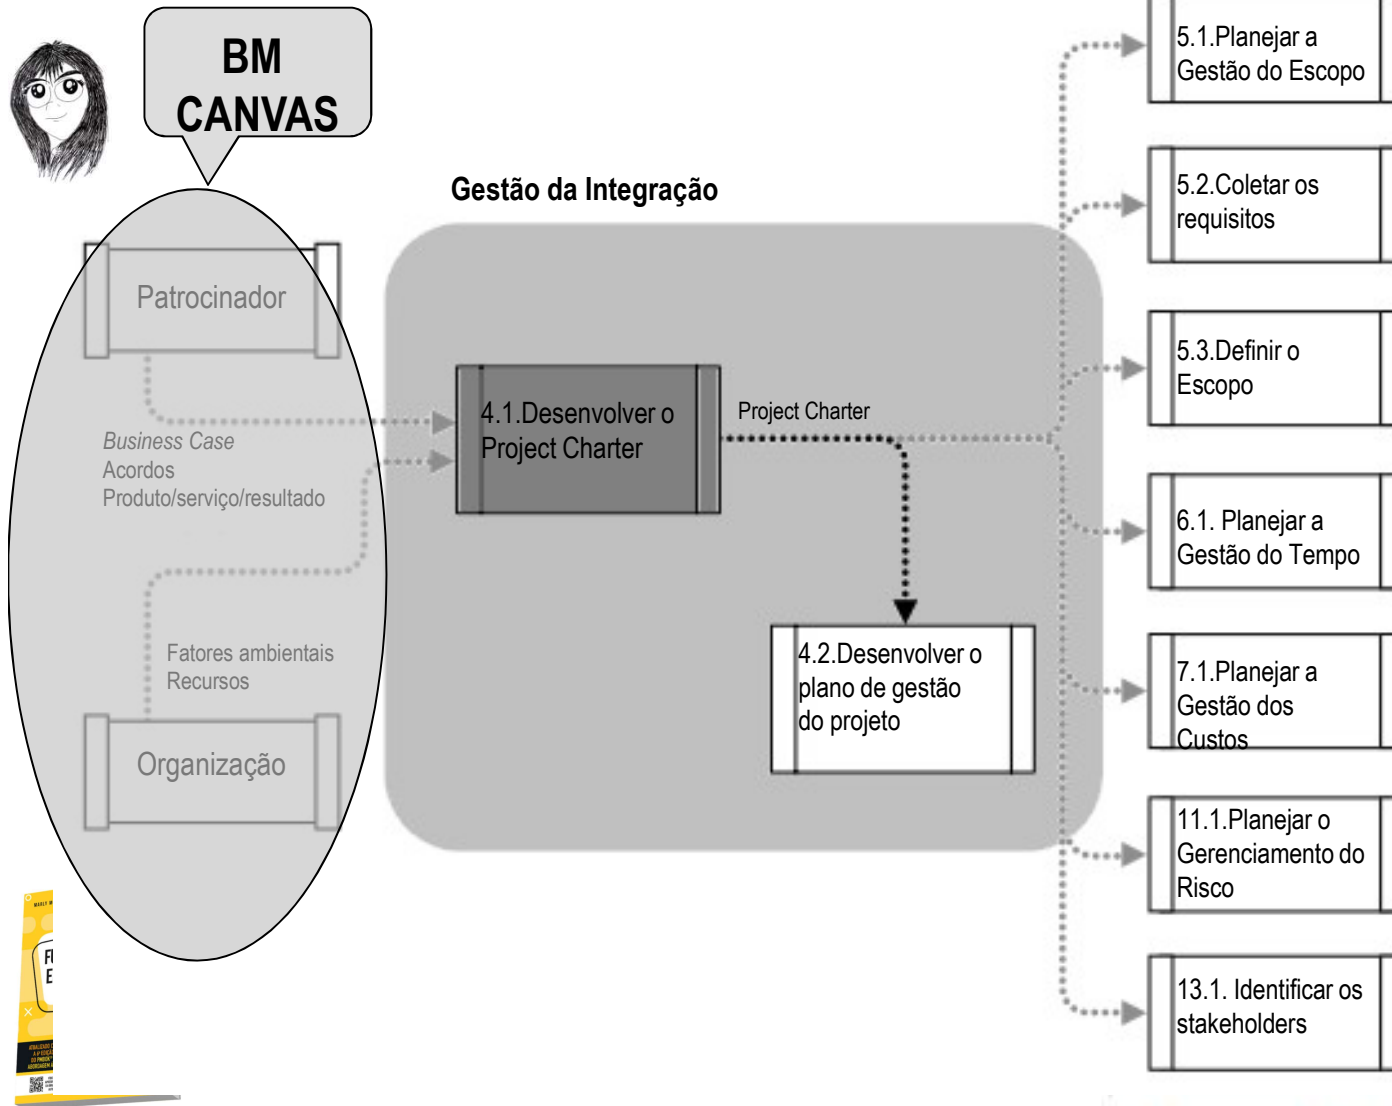 BM
CANVAS
Gestão da Integração
Patrocinador
Business Case
Acordos
Produto/serviço/resultado
Fatores ambientais
Recursos
Organização
4.1.Desenvolver o
Project Charter
Project Charter
4.2.Desenvolver o
plano de gestão
do projeto
5.1.Planejar a
Gestão do Escopo
5.2.Coletar os
requisitos
5.3.Definir o
Escopo
6.1. Planejar a
Gestão do Tempo
7.1.Planejar a
Gestão dos
Custos
11.1.Planejar o
Gerenciamento do
Risco
13.1. Identificar os
stakeholders